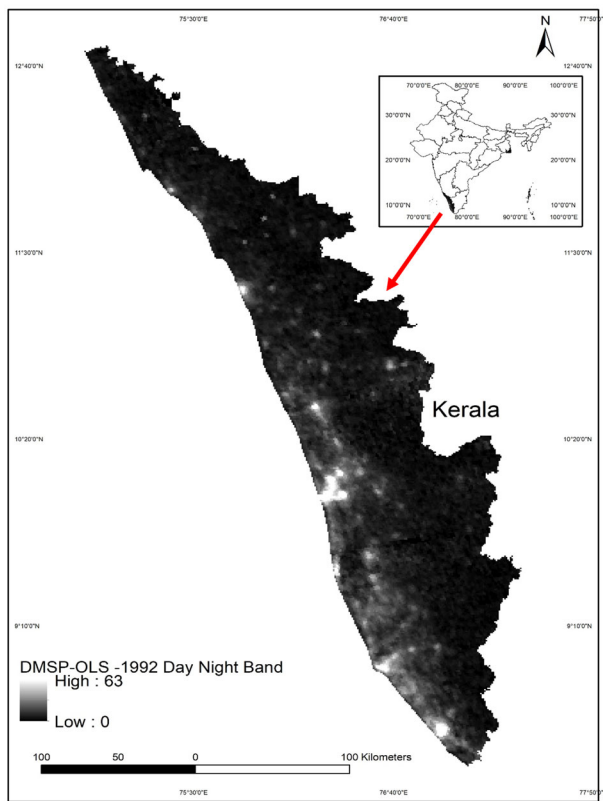 75°30'0"E 76°40'0"E 77°50'0"E
N
12°40'0"N 12°40'0"N
70°0'0"E 80°0'0"E 90°0'0"E 100°0'0"E
30°0'0"N 30°0'0"N
20°0'0"N 20°0'0"N
10°0'0"N 10°0'0"N
70°0'0"E 80°0'0"E 90°0'0"E 100°0'0"E
11°30'0"N 11°30'0"N
Kerala
10°20'0"N 10°20'0"N
9°10'0"N 9°10'0"N
DMSP-OLS -1992 Day Night Band
High : 63
Low : 0
100 50 0 100 Kilometers
75°30'0"E 76°40'0"E 77°50'0"E